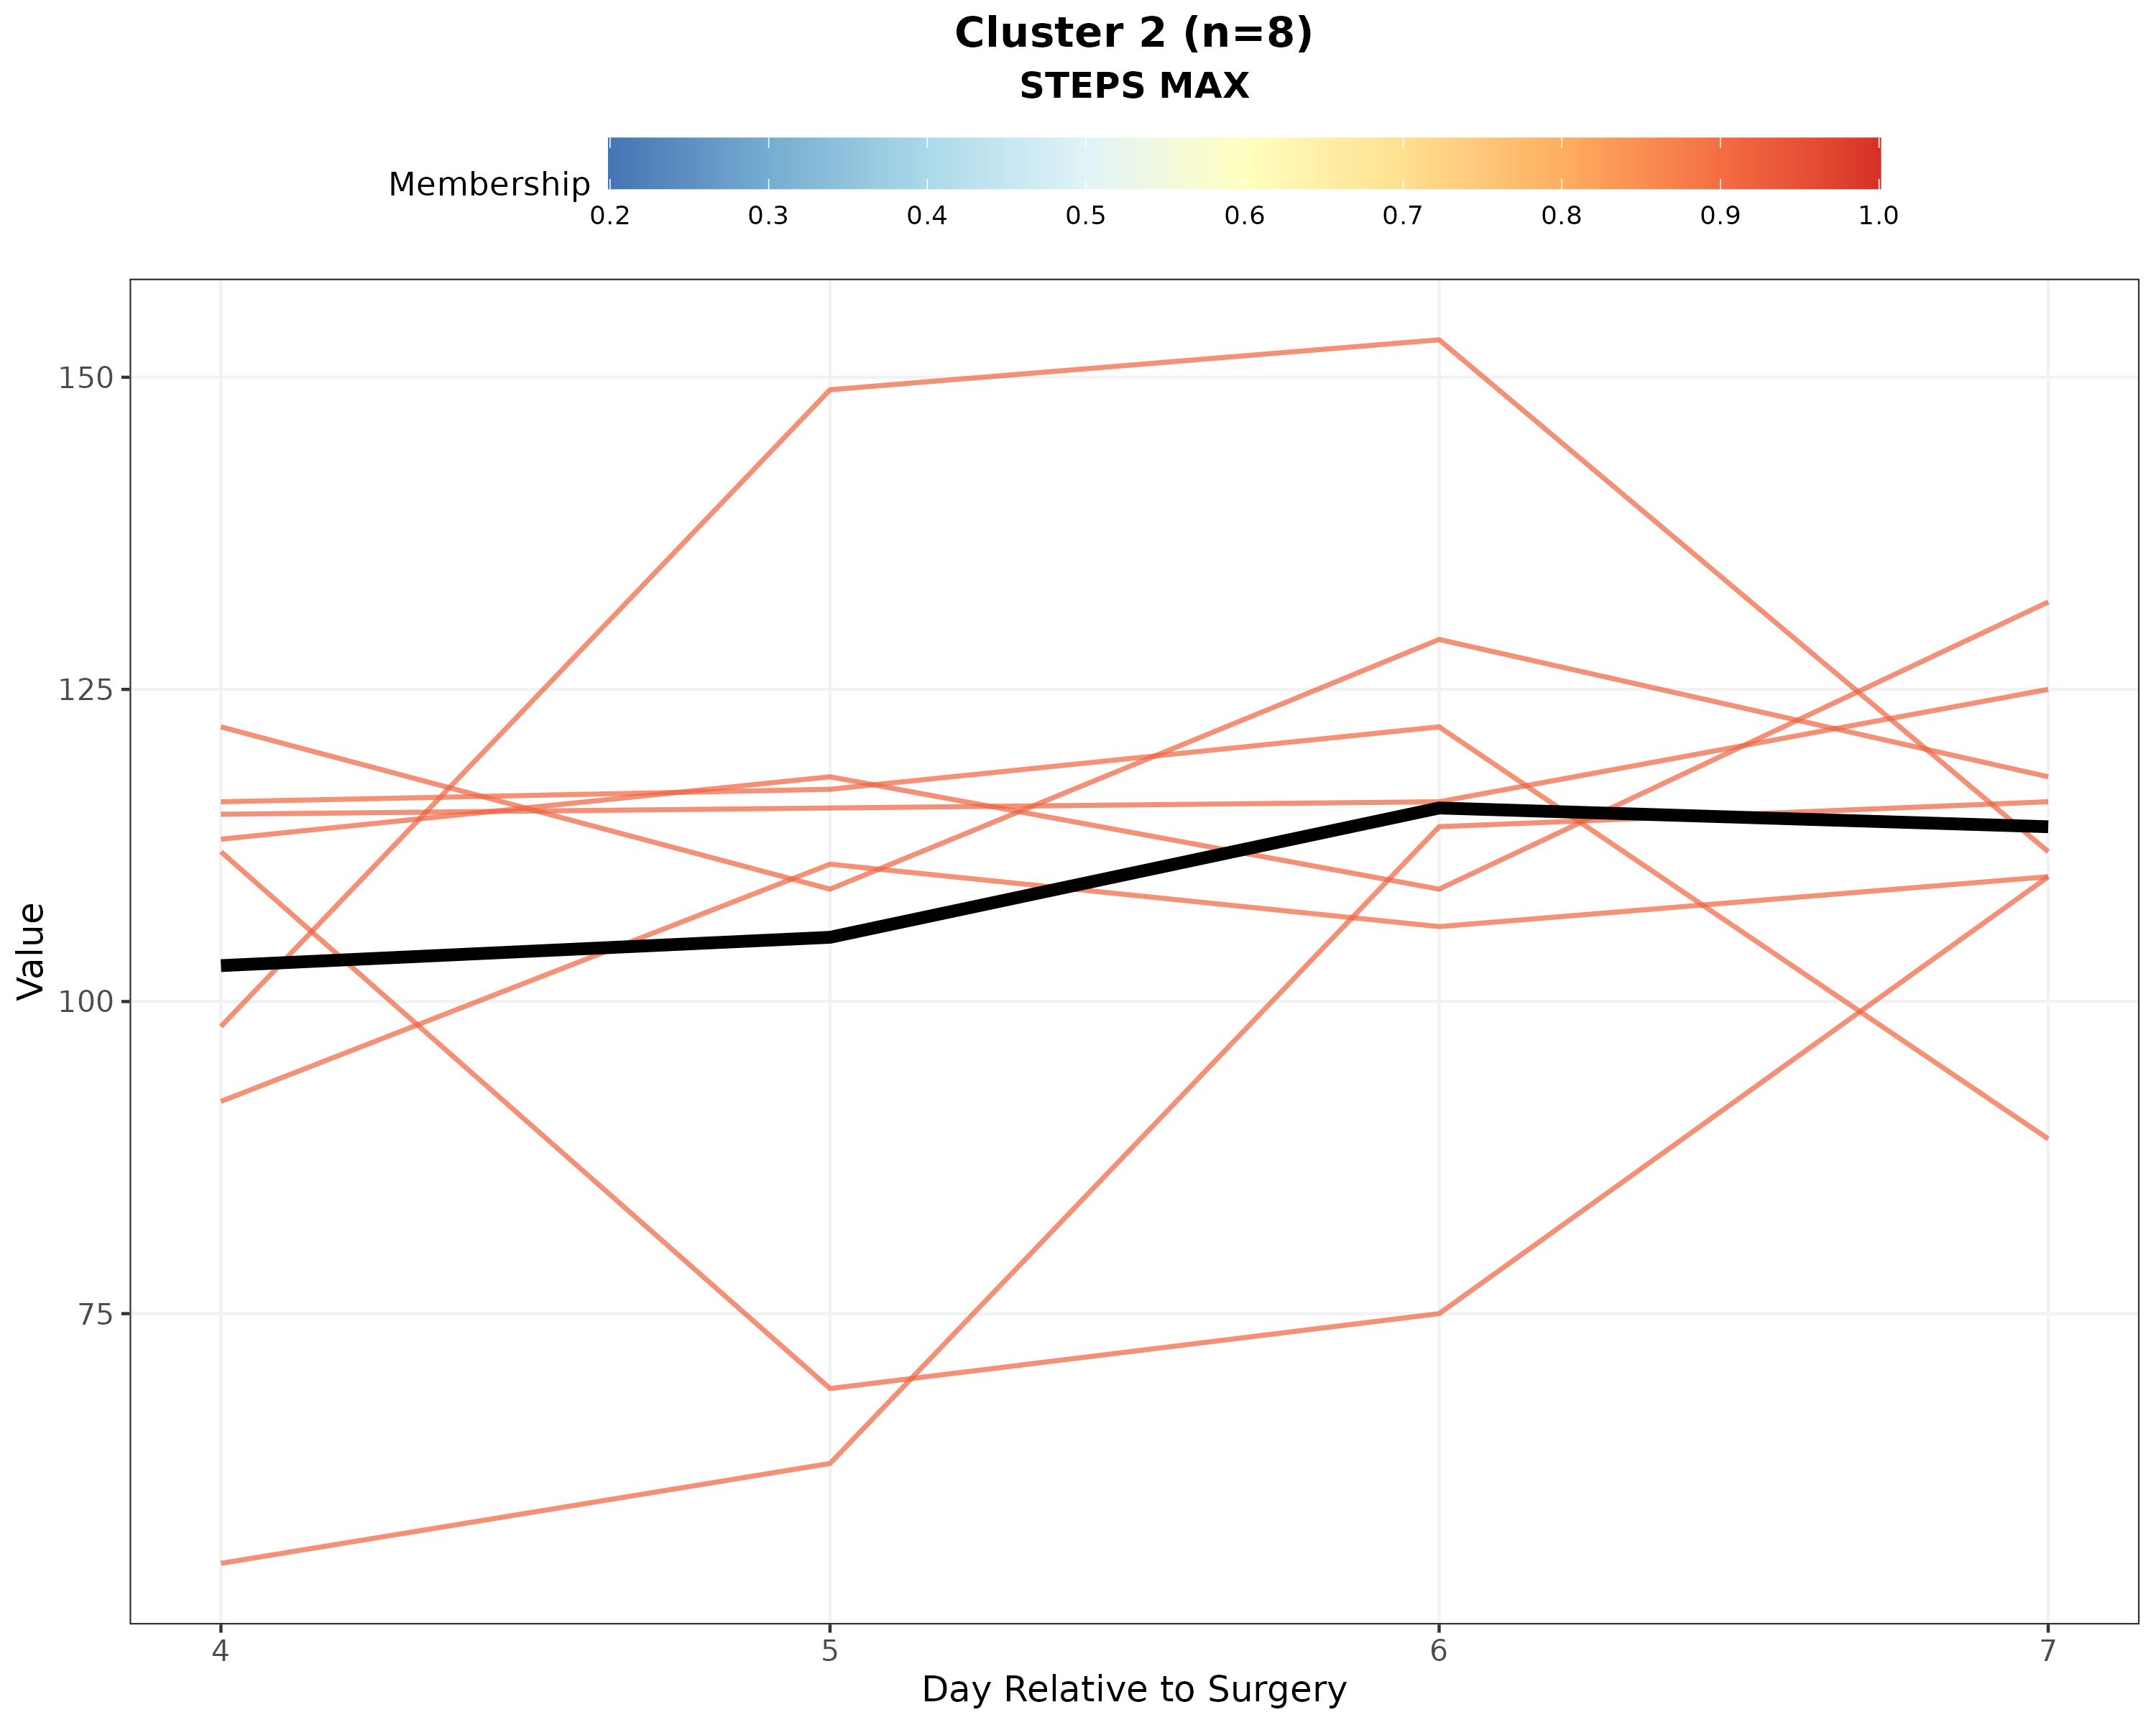 Cluster 2 (n=8)
STEPS MAX
Membership
0.2 0.3 0.4 0.5 0.6 0.7 0.8 0.9 1.0
150
125
100
75
Value
4 5 6 7
Day Relative to Surgery